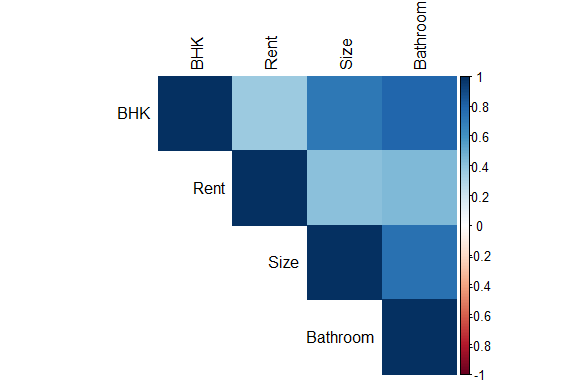 BHK
Rent
Size
Bathroom
BHK
Rent
Size
Bathroom
1
0.8
0.6
0.4
0.2
0
-0.2
-0.4
-0.6
-0.8
-1